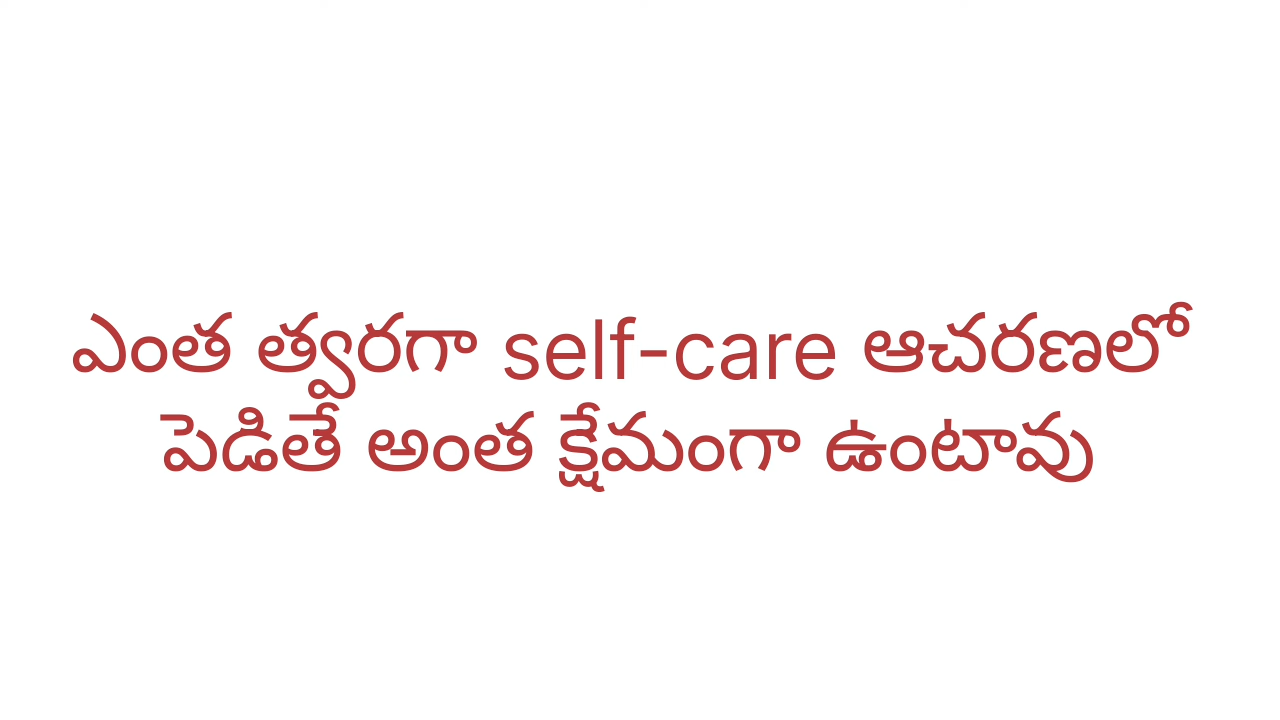 ఎంత త్వరగా self-care ఆచరణలో
పెడితే అంత క్షేమంగా ఉంటావు